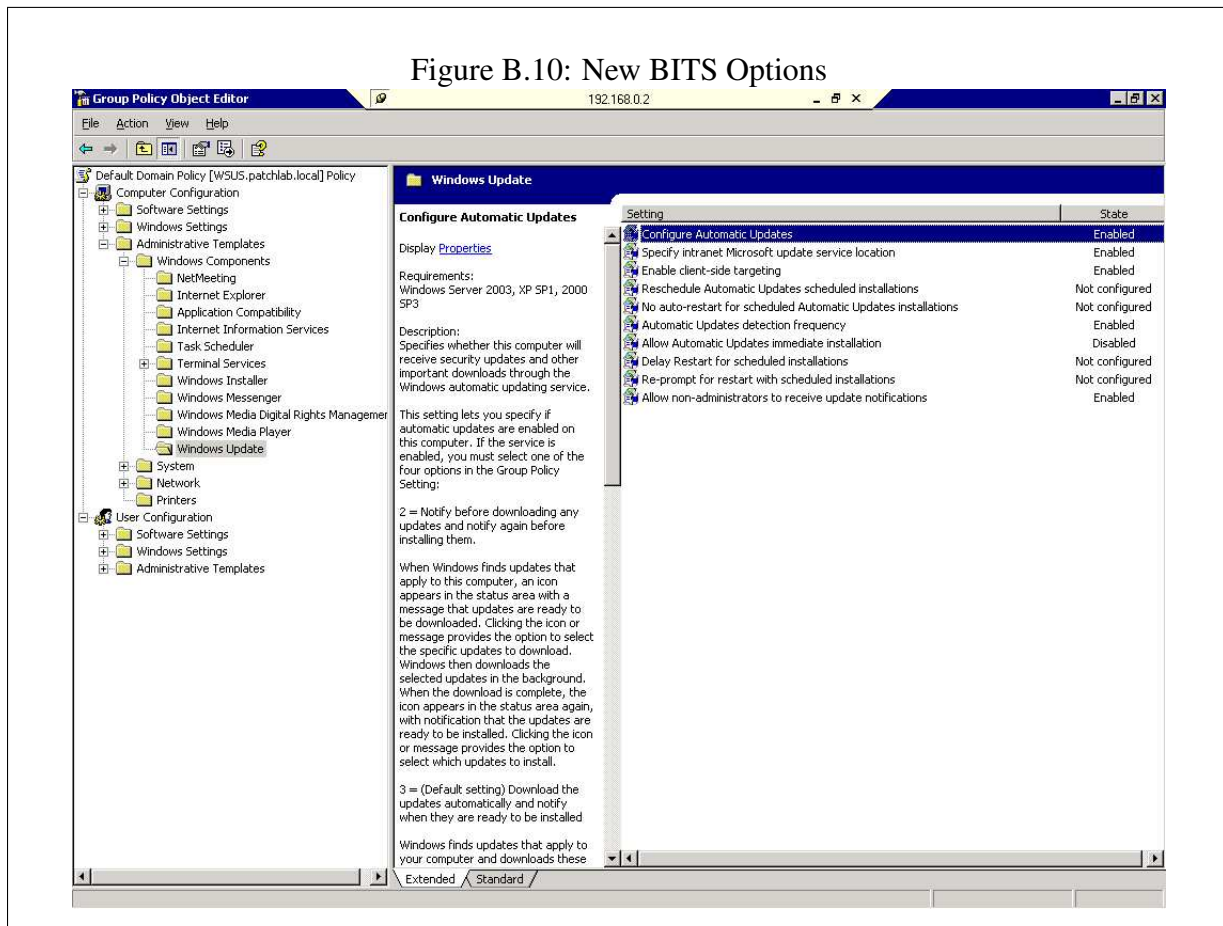 Figure B.10: New BITS Options
Group Policy Object Editor
192.168.0.2
File Action View Help
Default Domain Policy [WSUS.patchlab.local] Policy
Computer Configuration
Software Settings
Windows Settings
Administrative Templates
Windows Components
NetMeeting
Internet Explorer
Application Compatibility
Internet Information Services
Task Scheduler
Terminal Services
Windows Installer
Windows Messenger
Windows Media Digital Rights Managemer
Windows Media Player
Windows Update
System
Network
Printers
User Configuration
Software Settings
Windows Settings
Administrative Templates
Windows Update
Configure Automatic Updates
Display Properties
Requirements:
Windows Server 2003, XP SP1, 2000
SP3
Description:
Specifies whether this computer will
receive security updates and other
important downloads through the
Windows automatic updating service.
This setting lets you specify if
automatic updates are enabled on
this computer. If the service is
enabled, you must select one of the
four options in the Group Policy
Setting:
2 = Notify before downloading any
updates and notify again before
installing them.
When Windows finds updates that
apply to this computer, an icon
appears in the status area with a
message that updates are ready to
be downloaded. Clicking the icon or
message provides the option to select
the specific updates to download.
Windows then downloads the
selected updates in the background.
When the download is complete, the
icon appears in the status area again,
with notification that the updates are
ready to be installed. Clicking the icon
or message provides the option to
select which updates to install.
3 = (Default setting) Download the
updates automatically and notify
when they are ready to be installed
Windows finds updates that apply to
your computer and downloads these
Setting State
Configure Automatic Updates Enabled
Specify intranet Microsoft update service location Enabled
Enable client-side targeting Enabled
Reschedule Automatic Updates scheduled installations Not configured
No auto-restart for scheduled Automatic Updates installations Not configured
Automatic Updates detection frequency Enabled
Allow Automatic Updates immediate installation Disabled
Delay Restart for scheduled installations Not configured
Re-prompt for restart with scheduled installations Not configured
Allow non-administrators to receive update notifications Enabled
Extended Standard